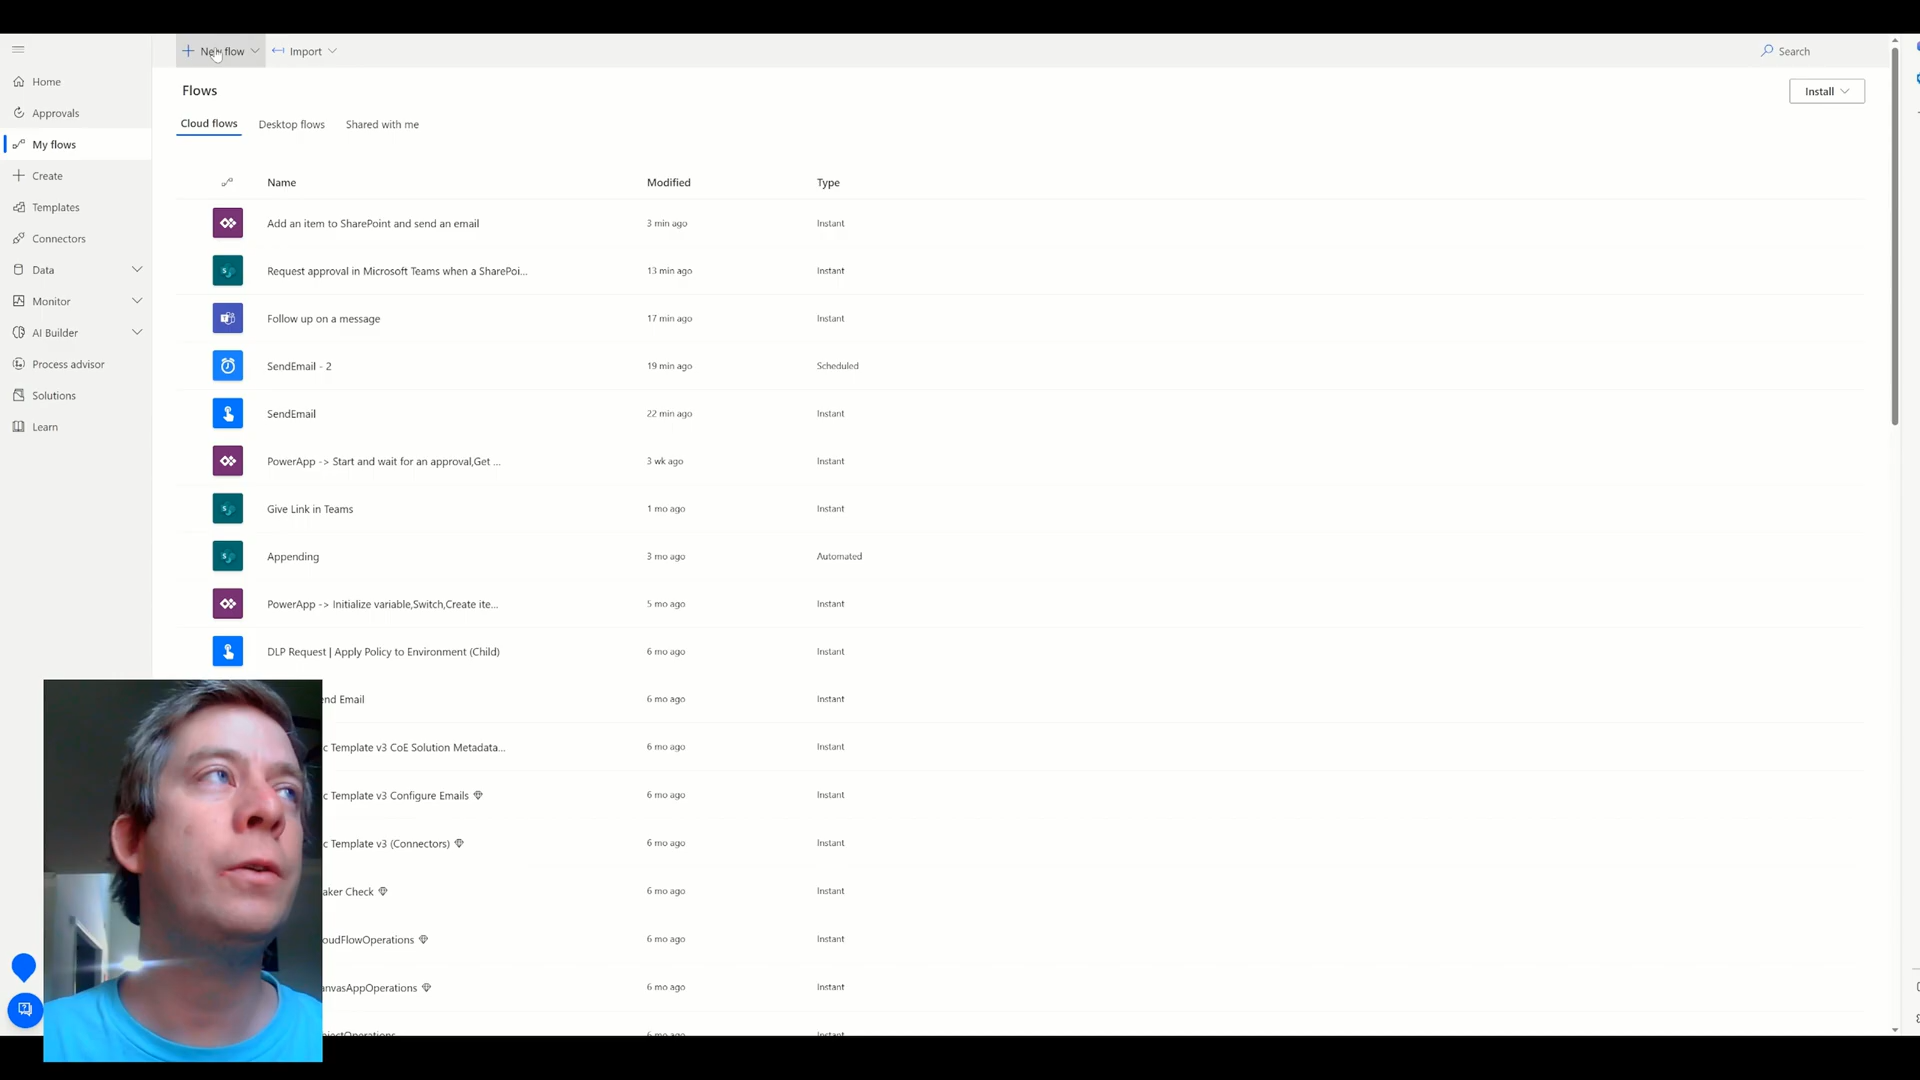 New flow
Import
Search
Home
Approvals
My flows
Create
Templates
Connectors
Data
Monitor
AI Builder
Process advisor
Solutions
Learn
Flows
Install
Cloud flows
Desktop flows
Shared with me
Name Modified Type
Add an item to SharePoint and send an email 3 min ago Instant
Request approval in Microsoft Teams when a SharePoi... 13 min ago Instant
Follow up on a message 17 min ago Instant
SendEmail - 2 19 min ago Scheduled
SendEmail 22 min ago Instant
PowerApp -> Start and wait for an approval,Get ... 3 wk ago Instant
Give Link in Teams 1 mo ago Instant
Appending 3 mo ago Automated
PowerApp -> Initialize variable,Switch,Create ite... 5 mo ago Instant
DLP Request | Apply Policy to Environment (Child) 6 mo ago Instant
Email 6 mo ago Instant
Template v3 CoE Solution Metadata... 6 mo ago Instant
Template v3 Configure Emails 6 mo ago Instant
Template v3 (Connectors) 6 mo ago Instant
Check 6 mo ago Instant
6 mo ago Instant
6 mo ago Instant
6 mo ago Instant